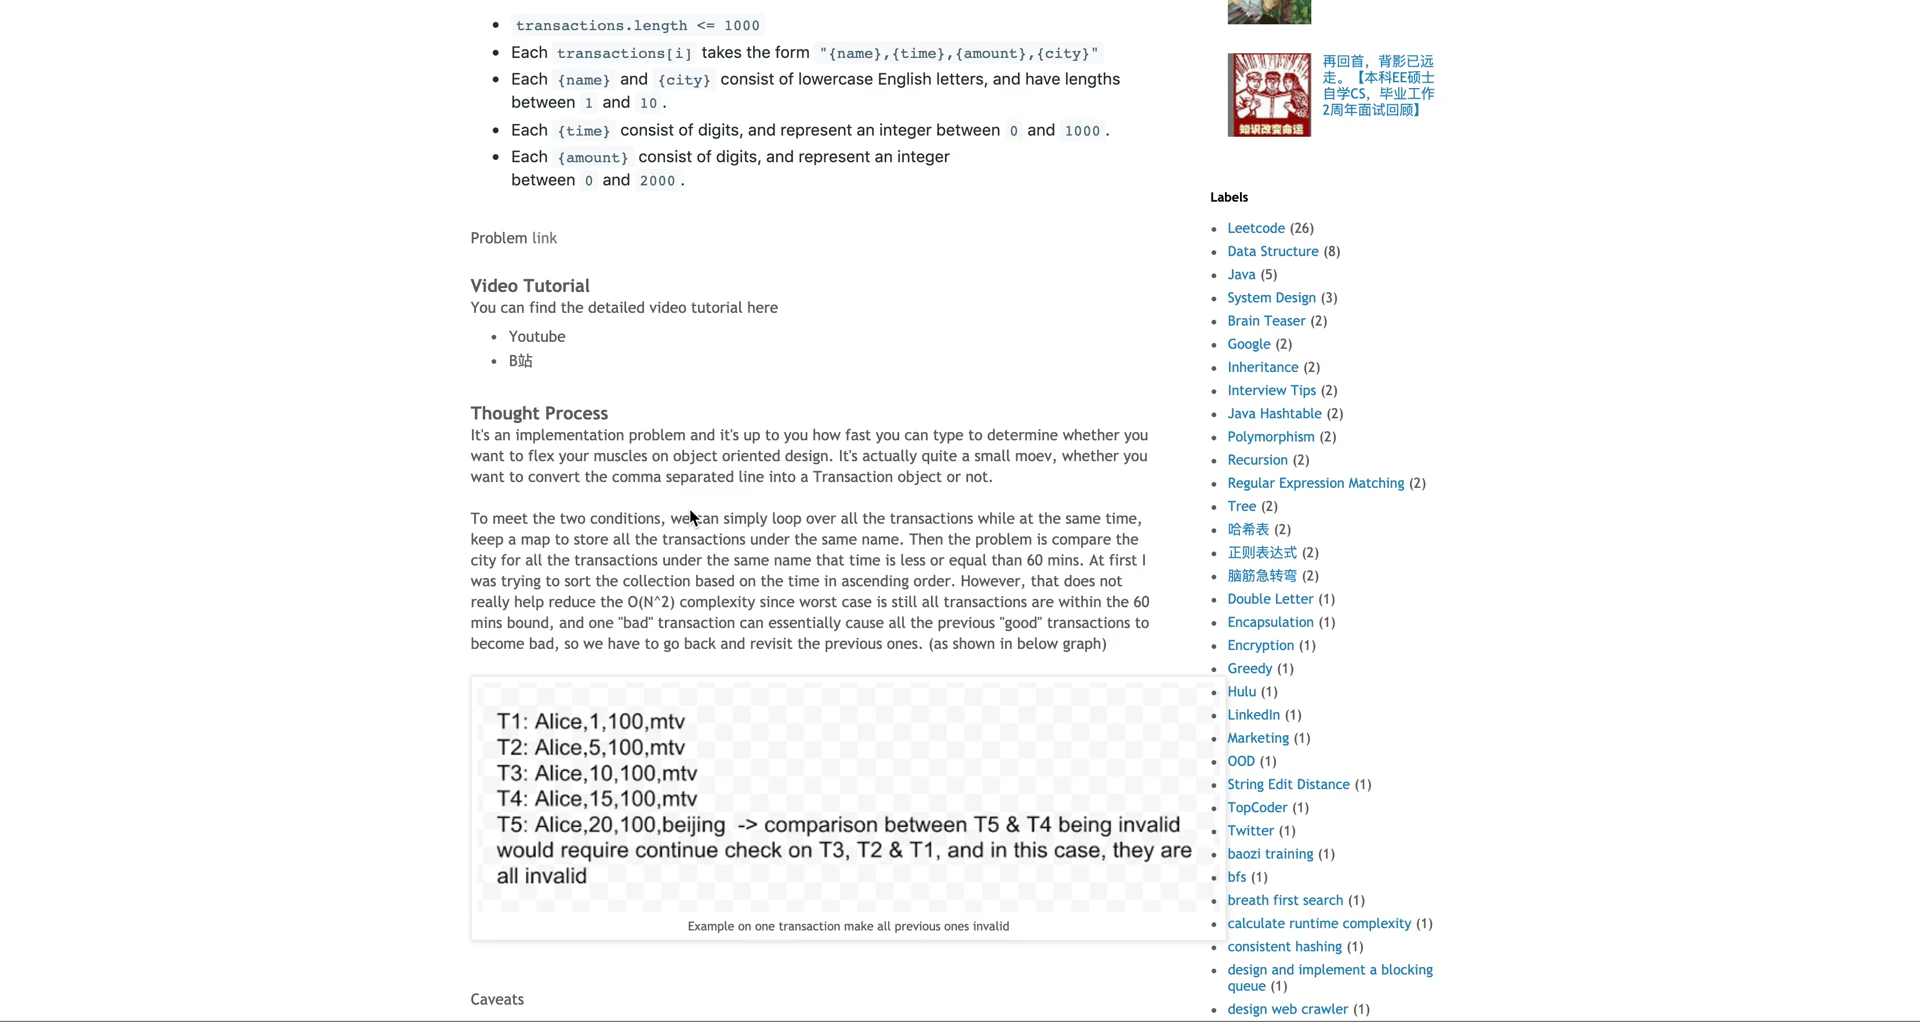 transactions.length <= 1000
Each transactions[i] takes the form "{name},{time},{amount},{city}"
Each {name} and {city} consist of lowercase English letters, and have lengths
between 1 and 10.
Each {time} consist of digits, and represent an integer between 0 and 1000.
Each {amount} consist of digits, and represent an integer
between 0 and 2000.
Problem link
Video Tutorial
You can find the detailed video tutorial here
Youtube
B站
Thought Process
It's an implementation problem and it's up to you how fast you can type to determine whether you
want to flex your muscles on object oriented design. It's actually quite a small moev, whether you
want to convert the comma separated line into a Transaction object or not.
To meet the two conditions, we can simply loop over all the transactions while at the same time,
keep a map to store all the transactions under the same name. Then the problem is compare the
city for all the transactions under the same name that time is less or equal than 60 mins. At first I
was trying to sort the collection based on the time in ascending order. However, that does not
really help reduce the O(N^2) complexity since worst case is still all transactions are within the 60
mins bound, and one "bad" transaction can essentially cause all the previous "good" transactions to
become bad, so we have to go back and revisit the previous ones. (as shown in below graph)
T1: Alice,1,100,mtv
T2: Alice,5,100,mtv
T3: Alice,10,100,mtv
T4: Alice,15,100,mtv
T5: Alice,20,100,beijing -> comparison between T5 & T4 being invalid
would require continue check on T3, T2 & T1, and in this case, they are
all invalid
Example on one transaction make all previous ones invalid
Caveats
知识改变命运
再回首，背影已远
走。【本科EE硕士
自学CS，毕业工作
2周年面试回顾】
Labels
Leetcode (26)
Data Structure (8)
Java (5)
System Design (3)
Brain Teaser (2)
Google (2)
Inheritance (2)
Interview Tips (2)
Java Hashtable (2)
Polymorphism (2)
Recursion (2)
Regular Expression Matching (2)
Tree (2)
哈希表 (2)
正则表达式 (2)
脑筋急转弯 (2)
Double Letter (1)
Encapsulation (1)
Encryption (1)
Greedy (1)
Hulu (1)
LinkedIn (1)
Marketing (1)
OOD (1)
String Edit Distance (1)
TopCoder (1)
Twitter (1)
baozi training (1)
bfs (1)
breath first search (1)
calculate runtime complexity (1)
consistent hashing (1)
design and implement a blocking
queue (1)
design web crawler (1)